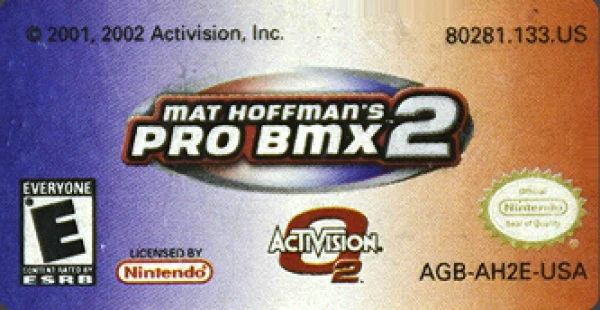 © 2001, 2002 Activision, Inc.
80281.133.US
MAT HOFFMAN'S
PRO BMX 2
EVERYONE
E
CONTENT RATED BY
ESRB
LICENSED BY
Nintendo
ACTIVISION
O2
Official
Nintendo
Seal of Quality
AGB-AH2E-USA